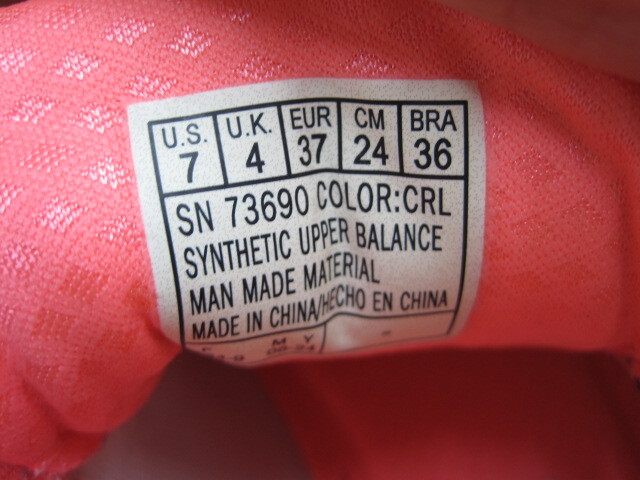 U.S. U.K. EUR CM BRA
7 4 37 24 36
SN 73690 COLOR:CRL
SYNTHETIC UPPER BALANCE
MAN MADE MATERIAL
MADE IN CHINA/HECHO EN CHINA
M Y